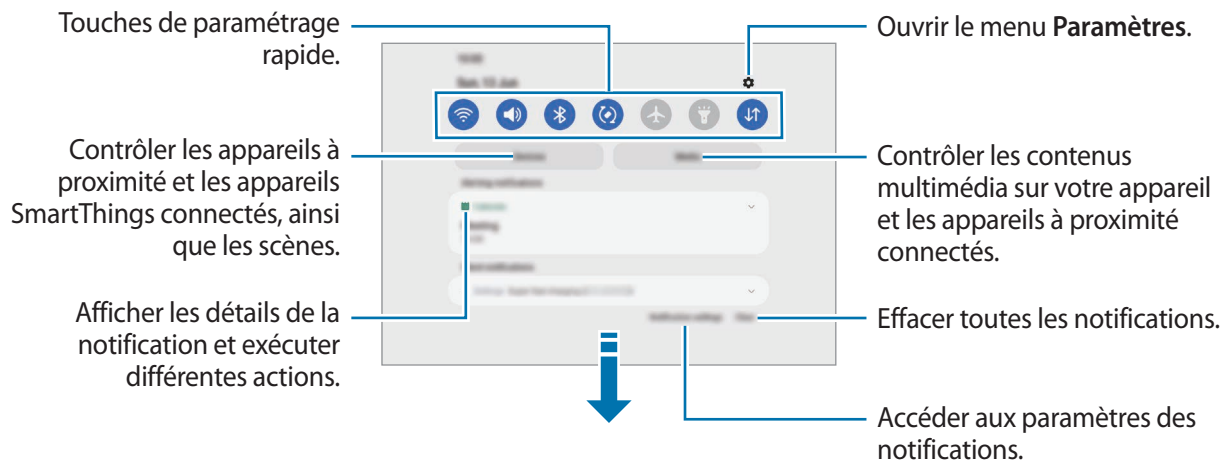 Touches de paramétrage
rapide.
Ouvrir le menu Paramètres.
Contrôler les appareils à
proximité et les appareils
SmartThings connectés, ainsi
que les scènes.
Contrôler les contenus
multimédia sur votre appareil
et les appareils à proximité
connectés.
Afficher les détails de la
notification et exécuter
différentes actions.
Effacer toutes les notifications.
Accéder aux paramètres des
notifications.